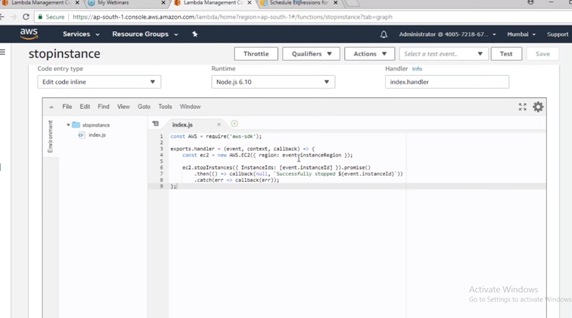 Lambda Management C
My Webinars
Lambda Management C
Schedule Expressions for
Secure
https://ap-south-1.console.aws.amazon.com/lambda/home?region=ap-south-1#/functions/stopinstance?tab=graph
aws
Services
Resource Groups
Administrator @ 4005-7218-67...
Mumbai
Support
stopinstance
Throttle
Qualifiers
Actions
Select a test event..
Test
Save
Code entry type
Runtime
Handler Info
Edit code inline
Node.js 6.10
index.handler
File Edit Find View Goto Tools Window
Environment
stopinstance
index.js
index.js
1 const AWS = require('aws-sdk');
2
3 exports.handler = (event, context, callback) => {
4 const ec2 = new AWS.EC2({ region: event.instanceRegion });
5
6 ec2.stopInstances({ InstanceIds: [event.instanceId] }).promise()
7 .then(() => callback(null, `Successfully stopped ${event.instanceId}`))
8 .catch(err => callback(err));
9 };
Activate Windows
Go to Settings to activate Windows